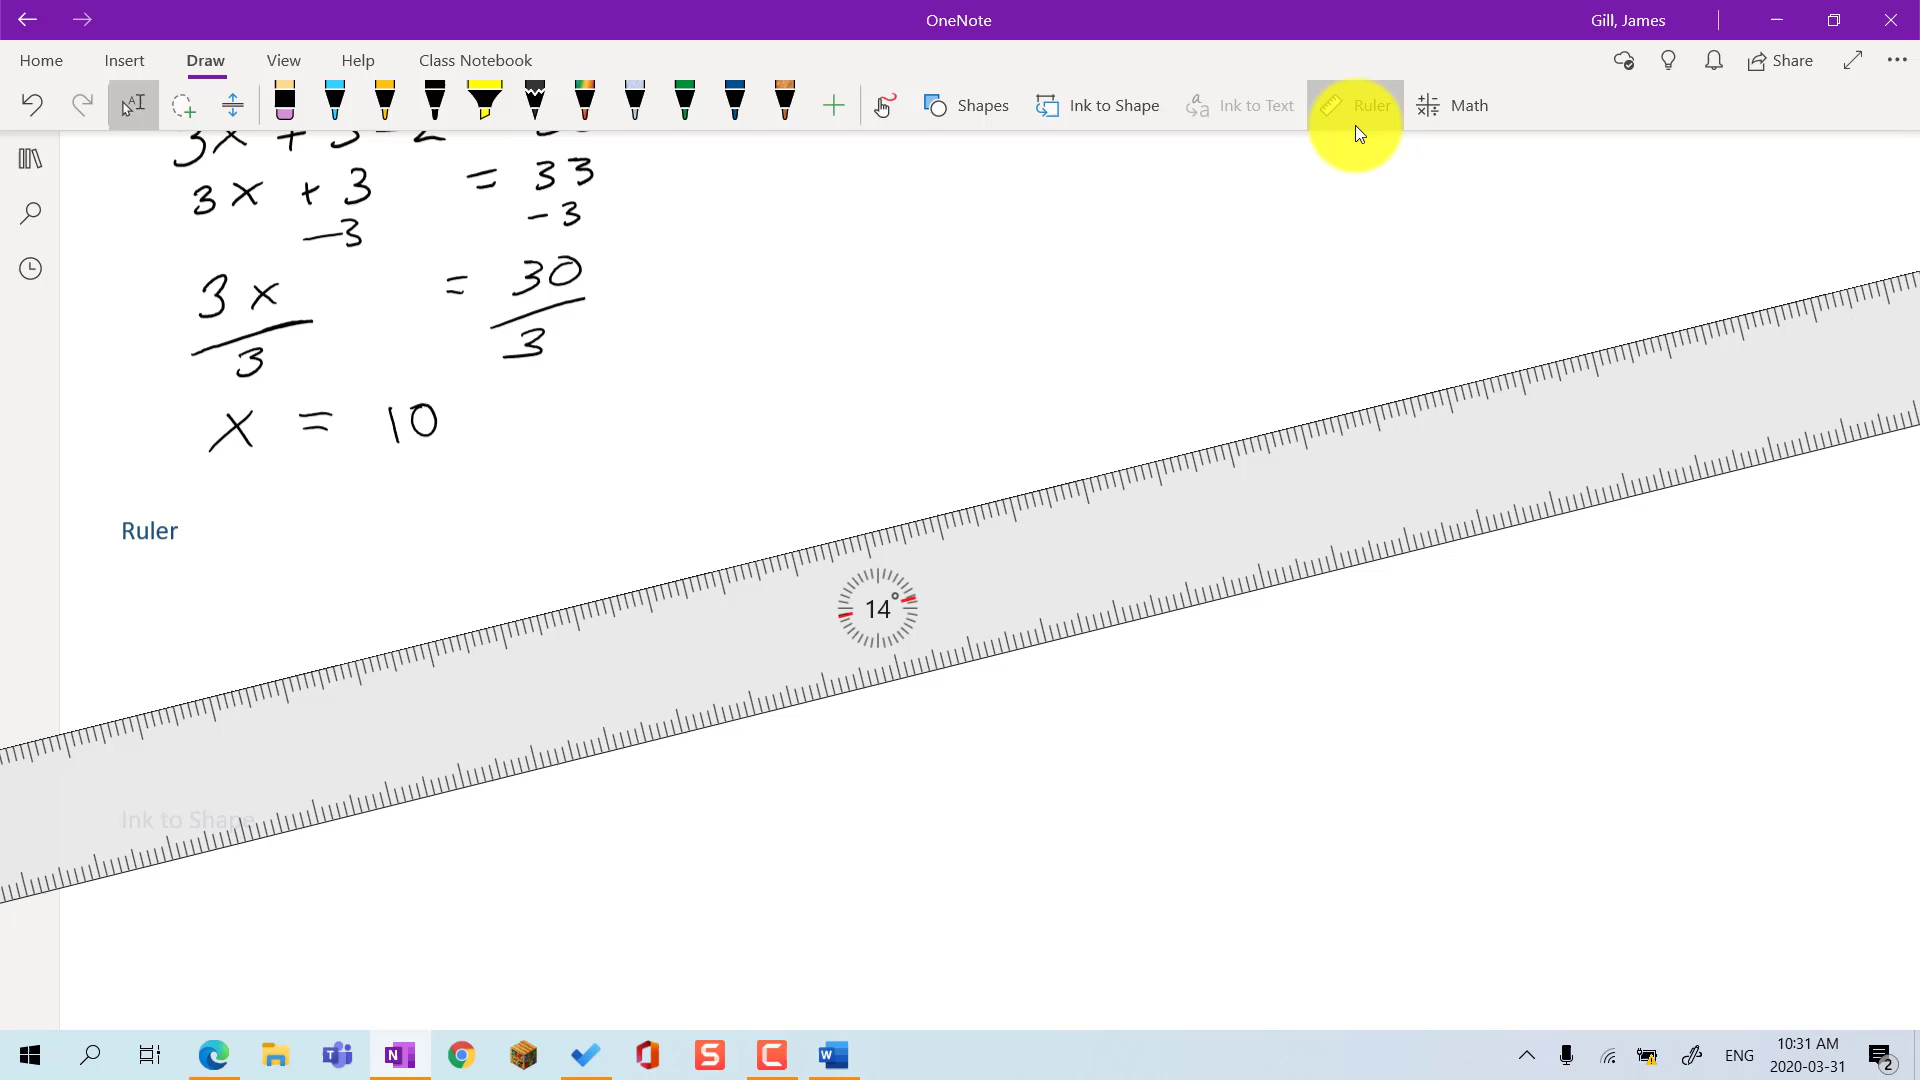 OneNote
Gill, James
Home Insert Draw View Help Class Notebook
Share
Shapes Ink to Shape Ink to Text Ruler Math
3x + 3 = 33
-3 -3
3x = 30
3 3
x = 10
Ruler
14°
Ink to Shape
ENG
10:31 AM
2020-03-31
2